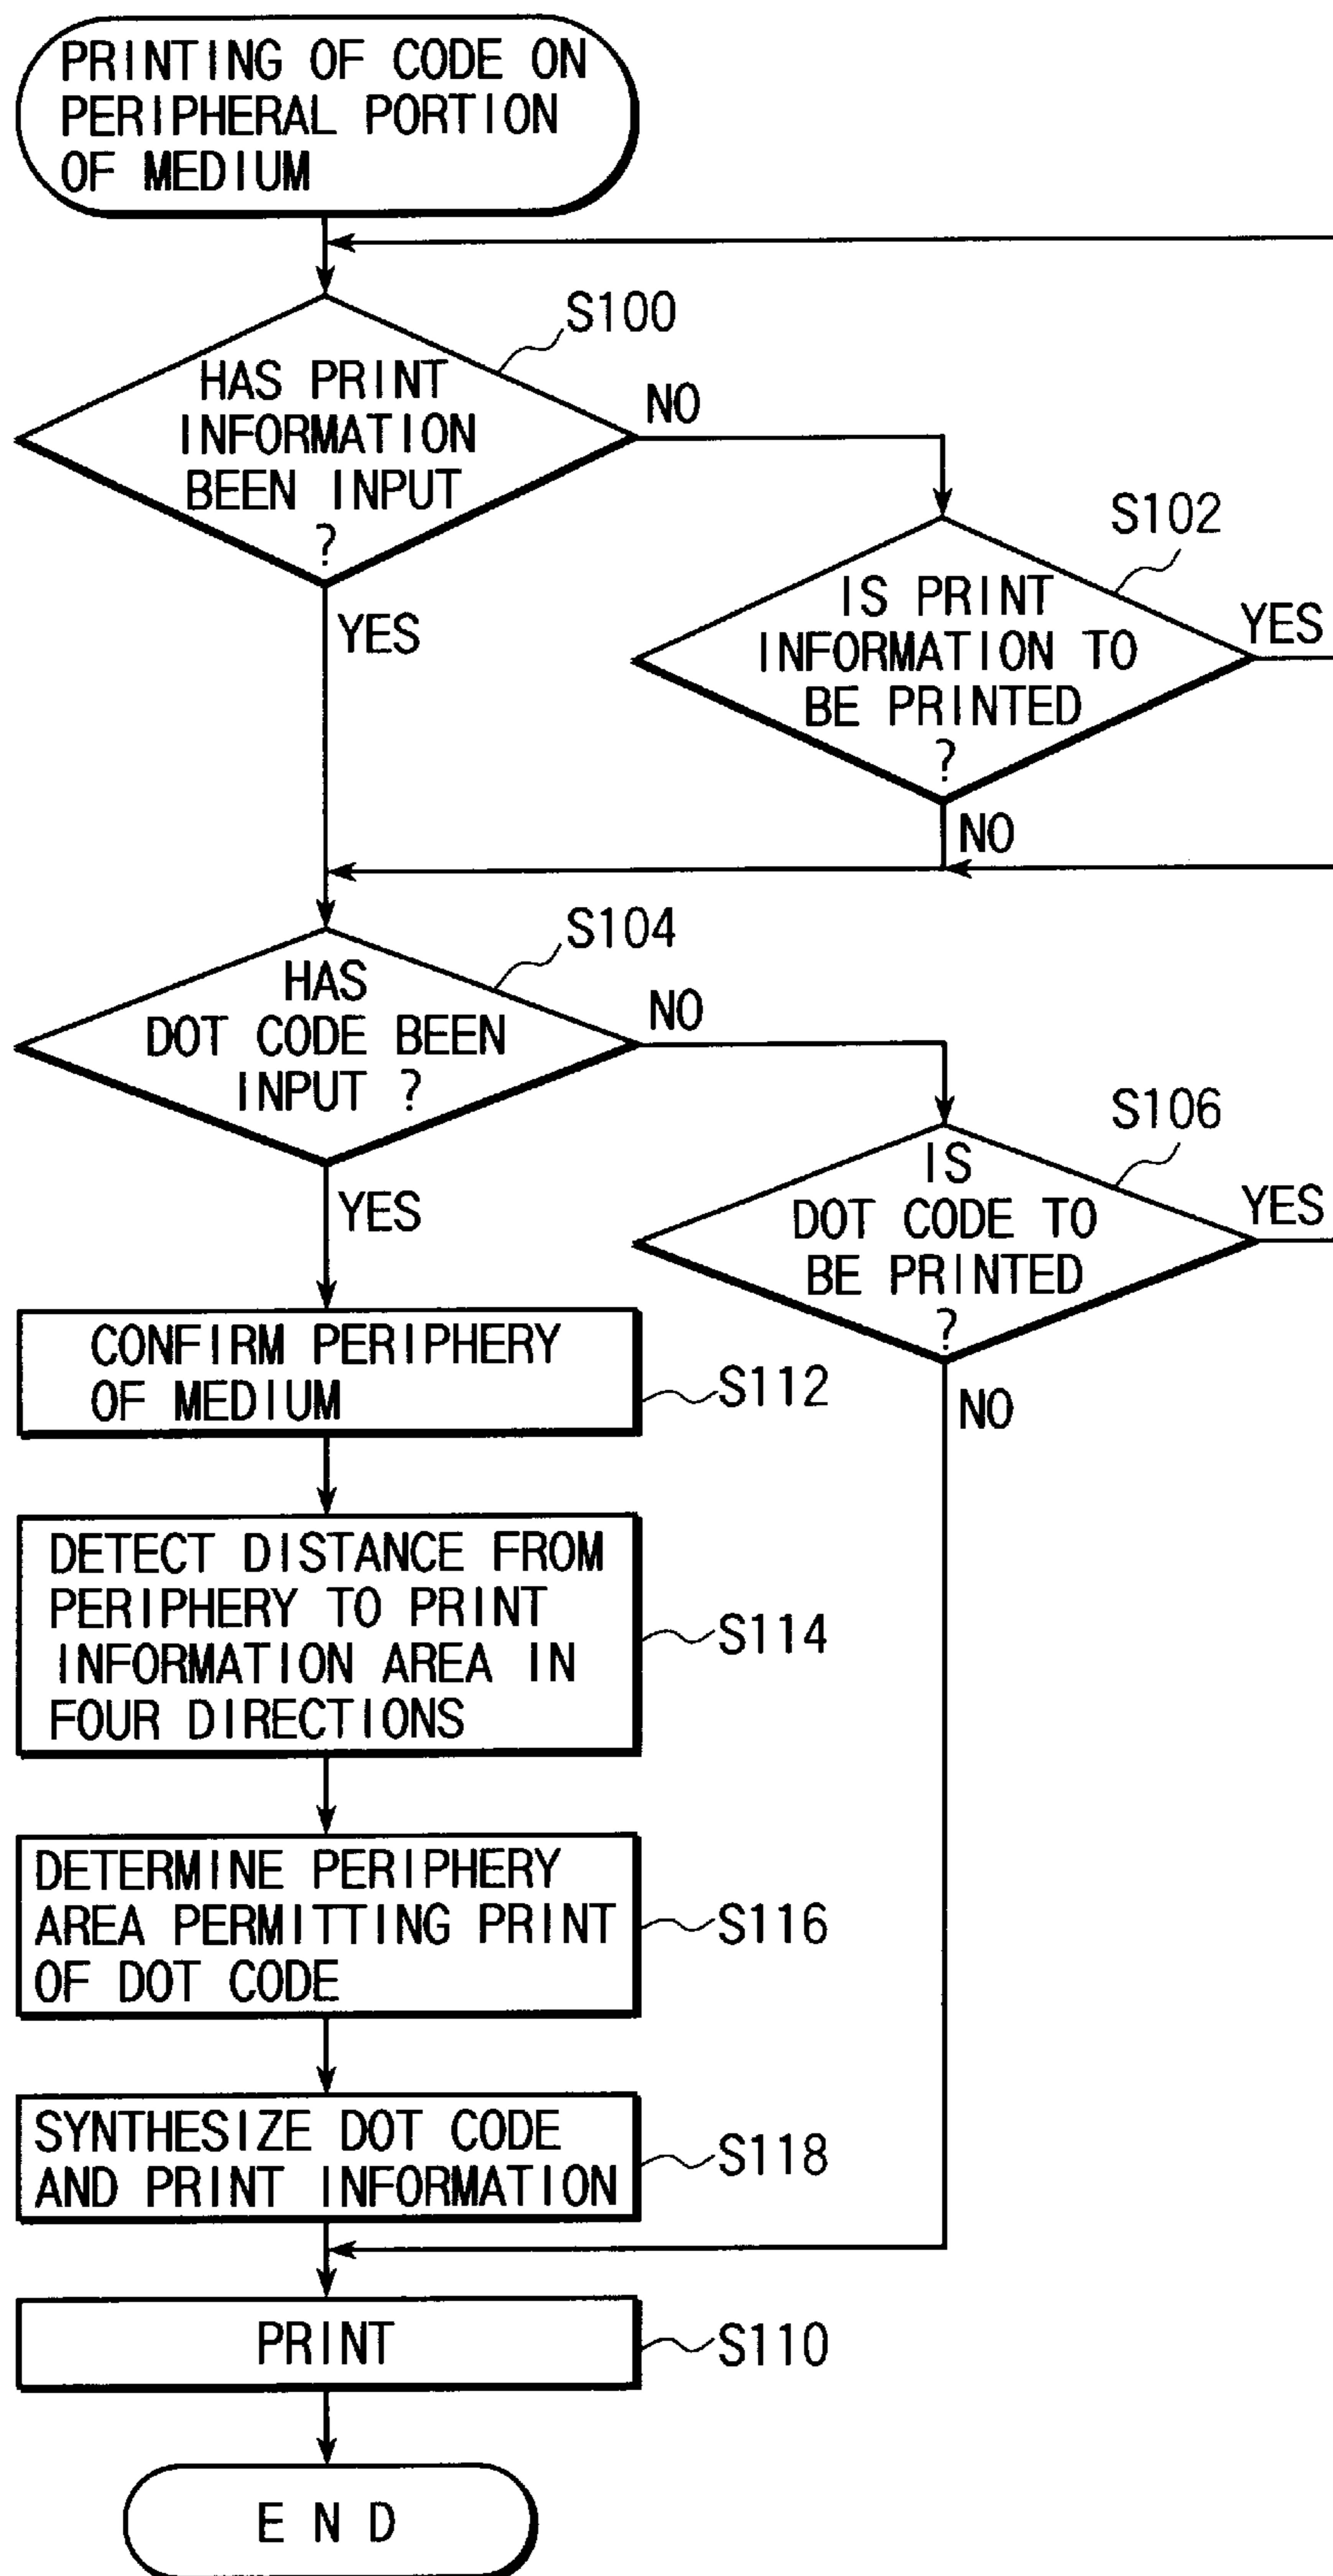 PRINTING OF CODE ON
PERIPHERAL PORTION
OF MEDIUM
S100
HAS PRINT
INFORMATION
BEEN INPUT
?
NO
YES
S102
IS PRINT
INFORMATION TO
BE PRINTED
?
YES
NO
S104
HAS
DOT CODE BEEN
INPUT ?
NO
YES
S106
IS
DOT CODE TO
BE PRINTED
?
YES
NO
CONFIRM PERIPHERY
OF MEDIUM
S112
DETECT DISTANCE FROM
PERIPHERY TO PRINT
INFORMATION AREA IN
FOUR DIRECTIONS
S114
DETERMINE PERIPHERY
AREA PERMITTING PRINT
OF DOT CODE
S116
SYNTHESIZE DOT CODE
AND PRINT INFORMATION
S118
PRINT
S110
END